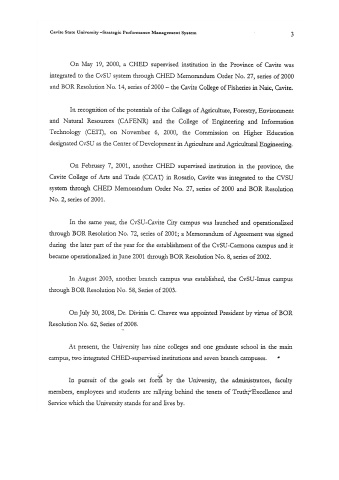 Cavite State University -Strategic Performance Management System
3
On May 19, 2000, a CHED supervised institution in the Province of Cavite was
integrated to the CvSU system through CHED Memorandum Order No. 27, series of 2000
and BOR Resolution No. 14, series of 2000 – the Cavite College of Fisheries in Naic, Cavite.
In recognition of the potentials of the College of Agriculture, Forestry, Environment
and Natural Resources (CAFENR) and the College of Engineering and Information
Technology (CEIT), on November 6, 2000, the Commission on Higher Education
designated CvSU as the Center of Development in Agriculture and Agricultural Engineering.
On February 7, 2001, another CHED supervised institution in the province, the
Cavite College of Arts and Trade (CCAT) in Rosario, Cavite was integrated to the CVSU
system through CHED Memorandum Order No. 27, series of 2000 and BOR Resolution
No. 2, series of 2001.
In the same year, the CvSU-Cavite City campus was launched and operationalized
through BOR Resolution No. 72, series of 2001; a Memorandum of Agreement was signed
during the later part of the year for the establishment of the CvSU-Carmona campus and it
became operationalized in June 2001 through BOR Resolution No. 8, series of 2002.
In August 2003, another branch campus was established, the CvSU-Imus campus
through BOR Resolution No. 58, Series of 2003.
On July 30, 2008, Dr. Divinia C. Chavez was appointed President by virtue of BOR
Resolution No. 62, Series of 2008.
At present, the University has nine colleges and one graduate school in the main
campus, two integrated CHED-supervised institutions and seven branch campuses.
In pursuit of the goals set forth by the University, the administrators, faculty
members, employees and students are rallying behind the tenets of Truth, Excellence and
Service which the University stands for and lives by.